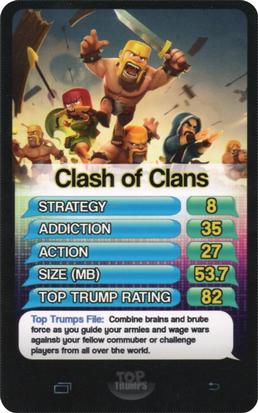 Clash of Clans
STRATEGY 8
ADDICTION 35
ACTION 27
SIZE (MB) 53.7
TOP TRUMP RATING 82
Top Trumps File: Combine brains and brute
force as you guide your armies and wage wars
against your fellow commuter or challenge
players from all over the world.
TOP
TRUMPS